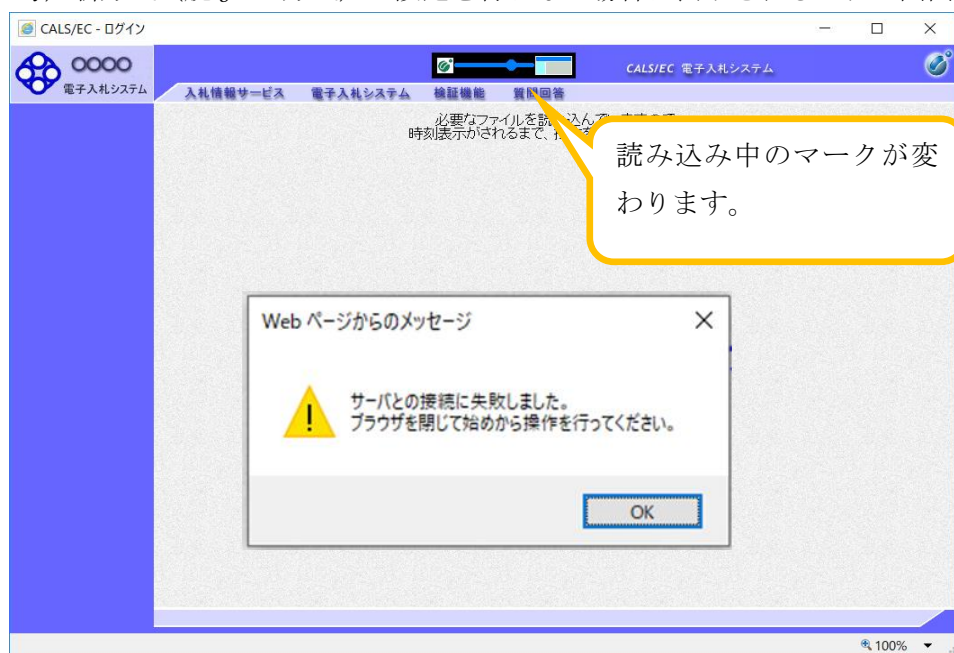 CALS/EC - ログイン
OOOO
電子入札システム
CALS/EC 電子入札システム
入札情報サービス 電子入札システム 検証機能 質問回答
必要なファイルを読み込んで
時刻表示がされるまで、
読み込み中のマークが変
わります。
Web ページからのメッセージ
サーバとの接続に失敗しました。
ブラウザを閉じて始めから操作を行ってください。
OK
100%